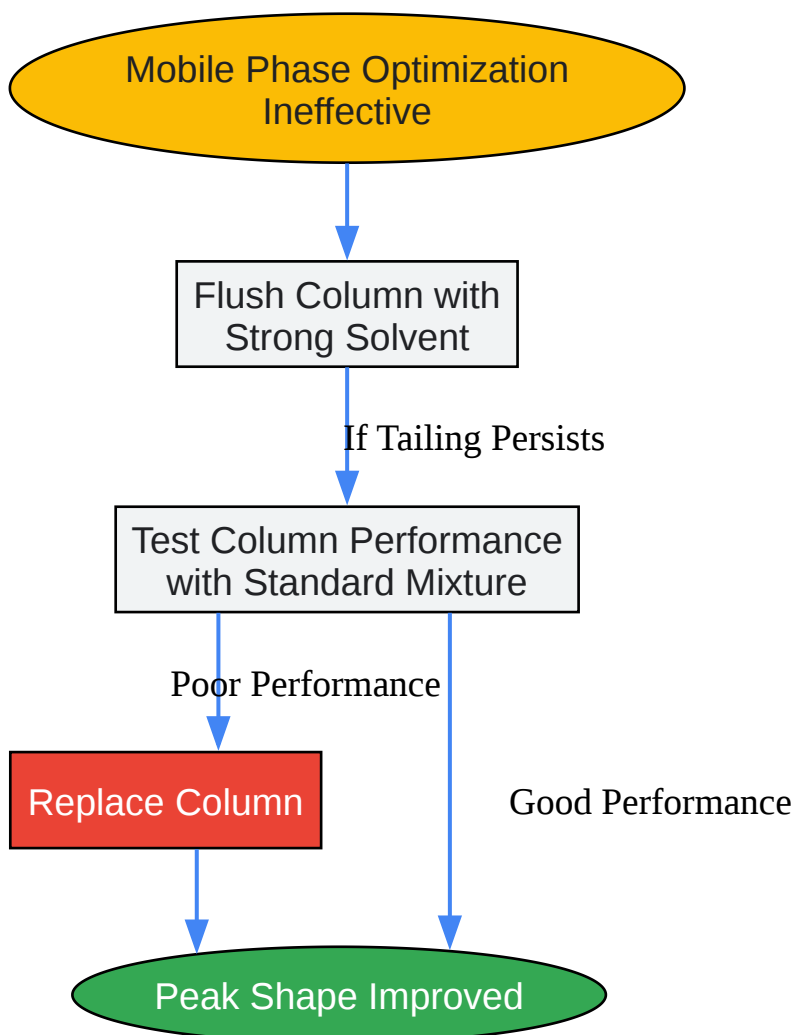 Mobile Phase Optimization
Ineffective
Flush Column with
Strong Solvent
If Tailing Persists
Test Column Performance
with Standard Mixture
Poor Performance
Replace Column
Good Performance
Peak Shape Improved